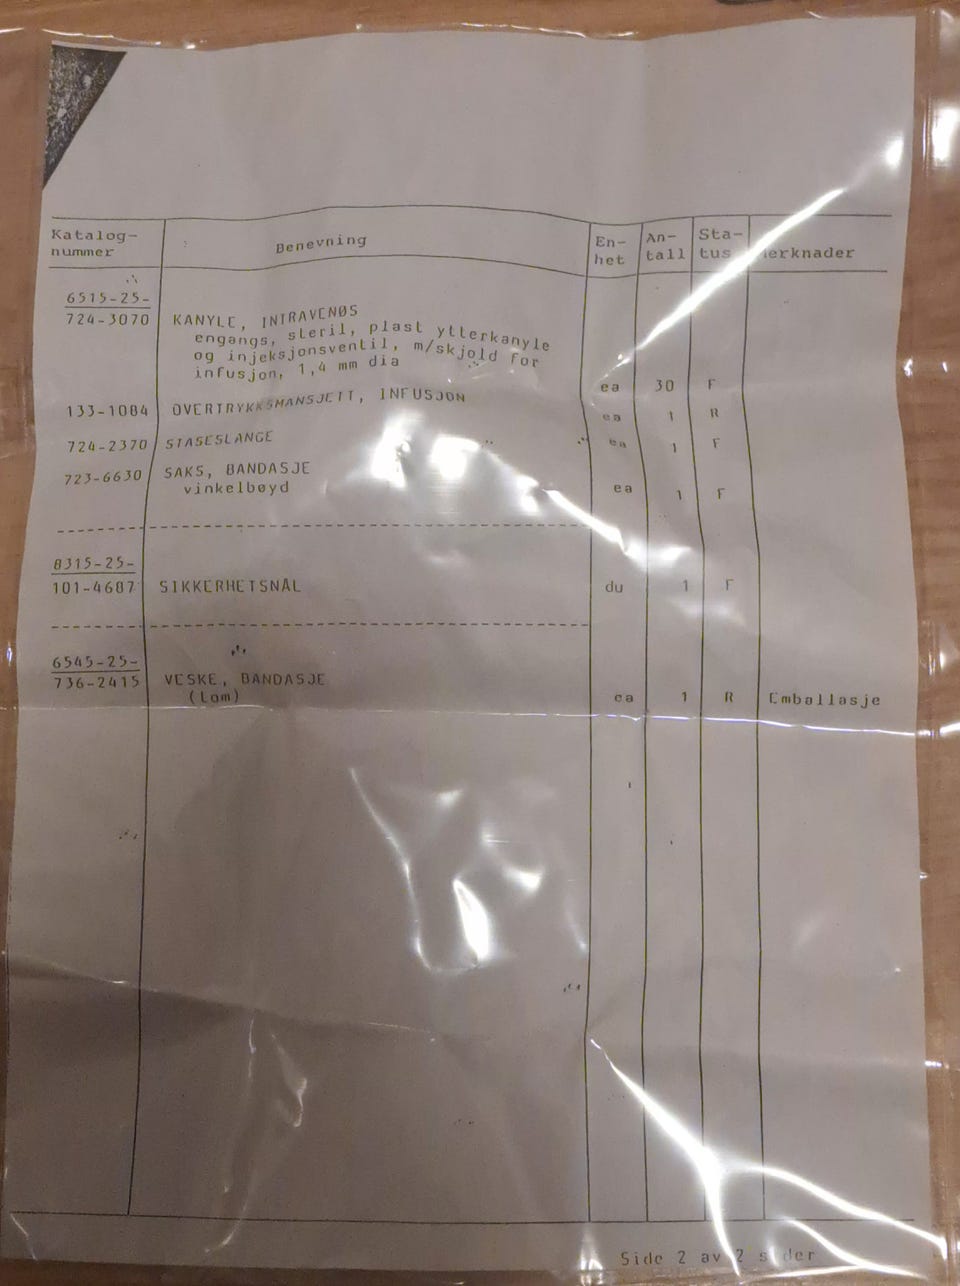 Katalog-
nummer
Benevning
En-
het
An-
tall
Sta-
tus
Merknader
6515-25-
724-3070 KANYLE, INTRAVENØS
engangs, steril, plast ytterkanyle
og injeksjonsventil, m/skjold for
infusjon, 1,4 mm dia ea 30 F
133-1084 OVERTRYKKSMANSJETT, INFUSJON ea 1 R
724-2370 STASESLANGE ea 1 F
723-6630 SAKS, BANDASJE
vinkelbøyd ea 1 F
8315-25-
101-4687 SIKKERHETSNÅL du 1 F
6545-25-
736-2415 VESKE, BANDASJE
(tom) ea 1 R Emballasje
Side 2 av 2 sider